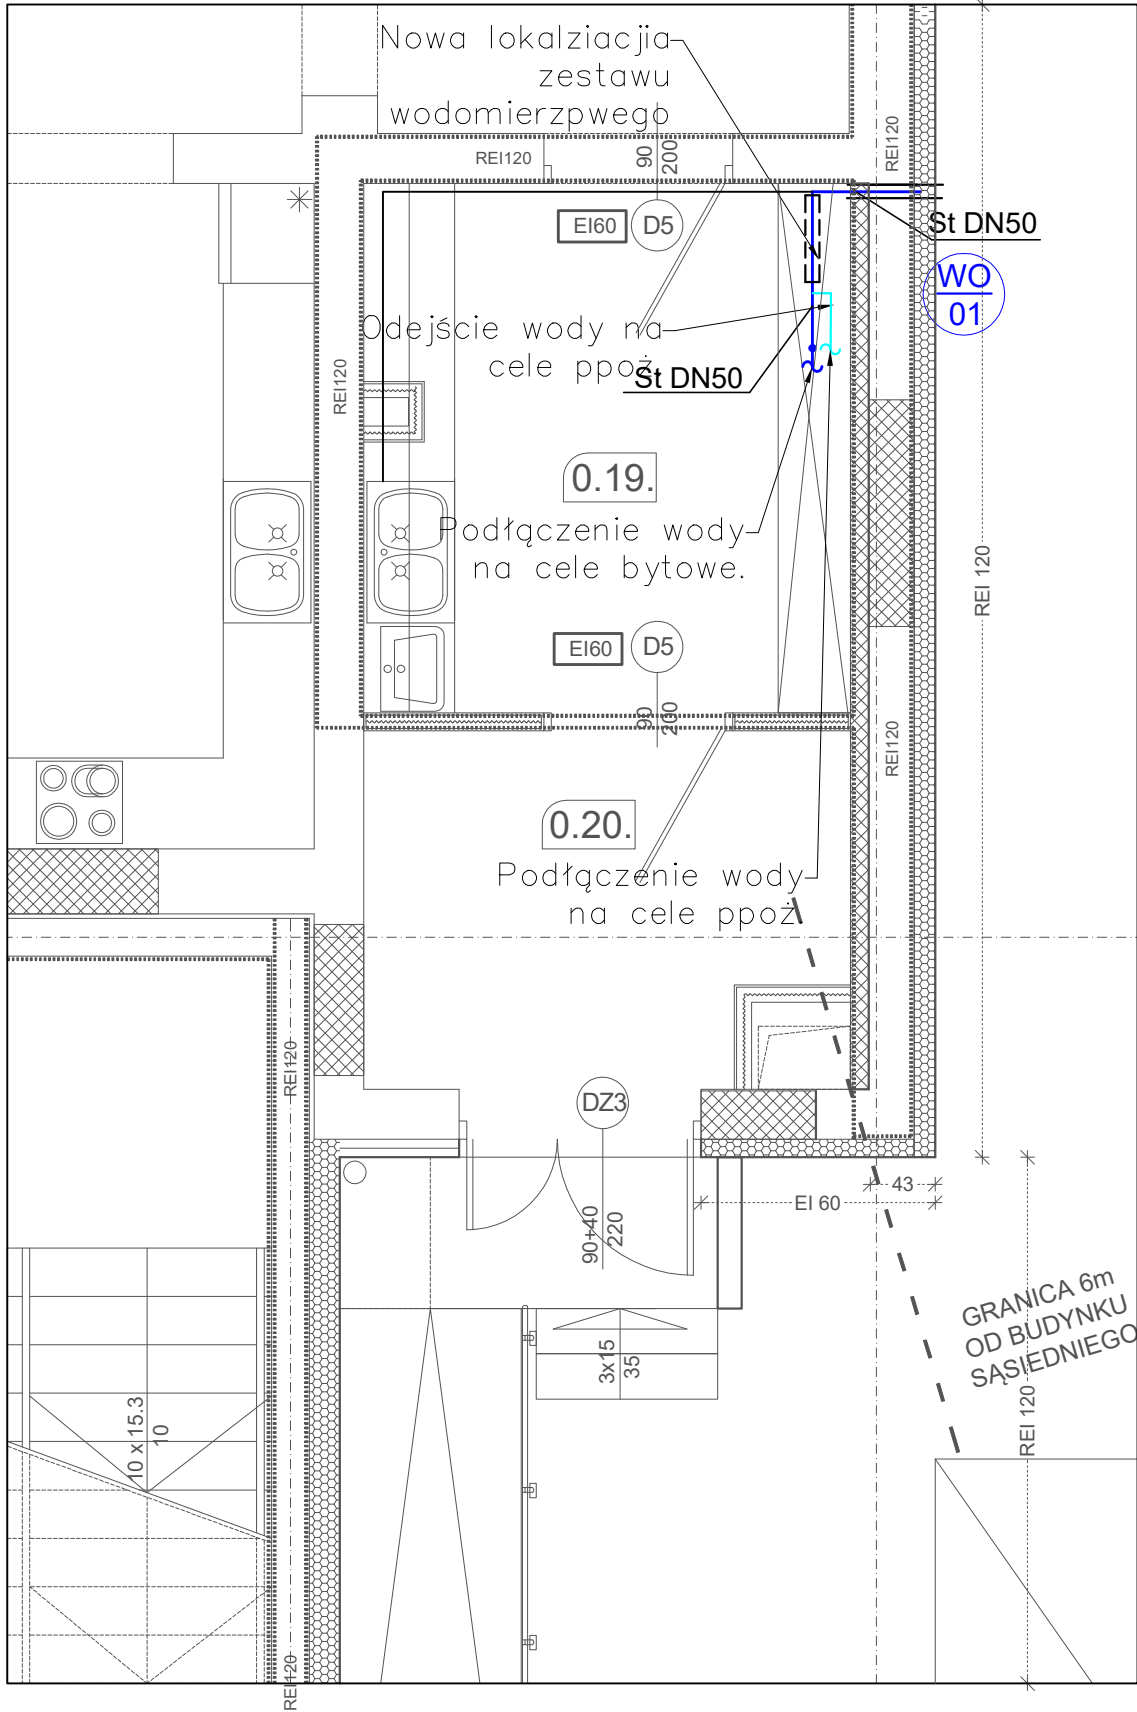 Nowa lokalziacjia
zestawu
wodomierzpwego
REI120
90
200
REI120
EI60
D5
St DN50
WO
01
Odejście wody na
cele ppoż.
St DN50
REI120
0.19.
Podłączenie wody
na cele bytowe.
REI 120
EI60
D5
90
200
REI120
0.20.
Podłączenie wody
na cele ppoż.
REI120
DZ3
90+40
220
EI 60
43
GRANICA 6m
OD BUDYNKU
SĄSIEDNIEGO
3x15
35
REI 120
10 x 15.3
10
REI120